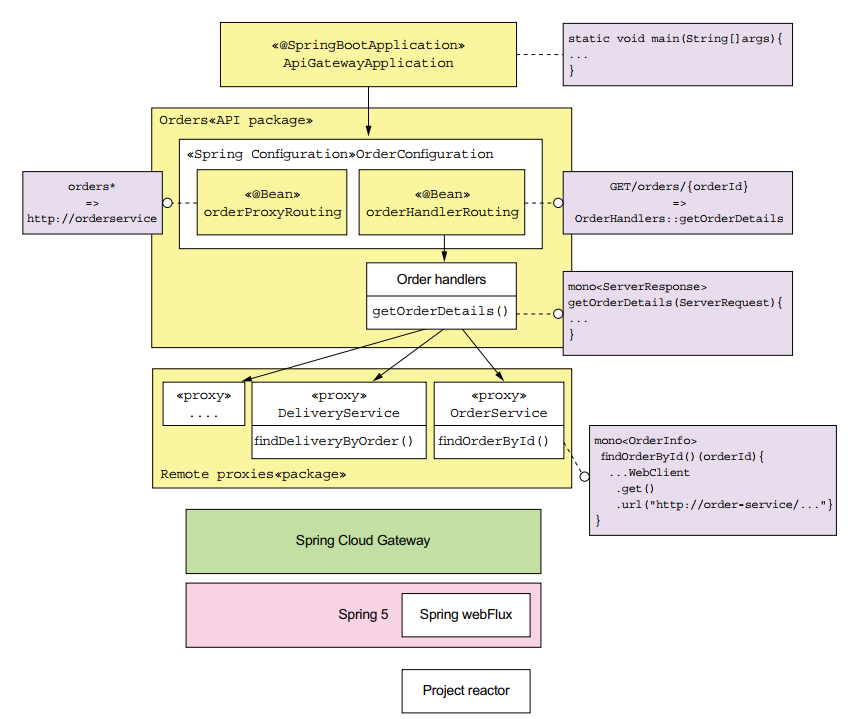 «@SpringBootApplication»
ApiGatewayApplication
static void main(String[]args){
...
}
Orders«API package»
«Spring Configuration»OrderConfiguration
orders*
=>
http://orderservice
«@Bean»
orderProxyRouting
«@Bean»
orderHandlerRouting
GET/orders/{orderId}
=>
OrderHandlers::getOrderDetails
Order handlers
getOrderDetails()
mono<ServerResponse>
getOrderDetails(ServerRequest){
...
}
«proxy»
....
«proxy»
DeliveryService
findDeliveryByOrder()
«proxy»
OrderService
findOrderById()
Remote proxies«package»
mono<OrderInfo>
findOrderById()(orderId){
...WebClient
.get()
.url("http://order-service/..."}
}
Spring Cloud Gateway
Spring 5
Spring webFlux
Project reactor